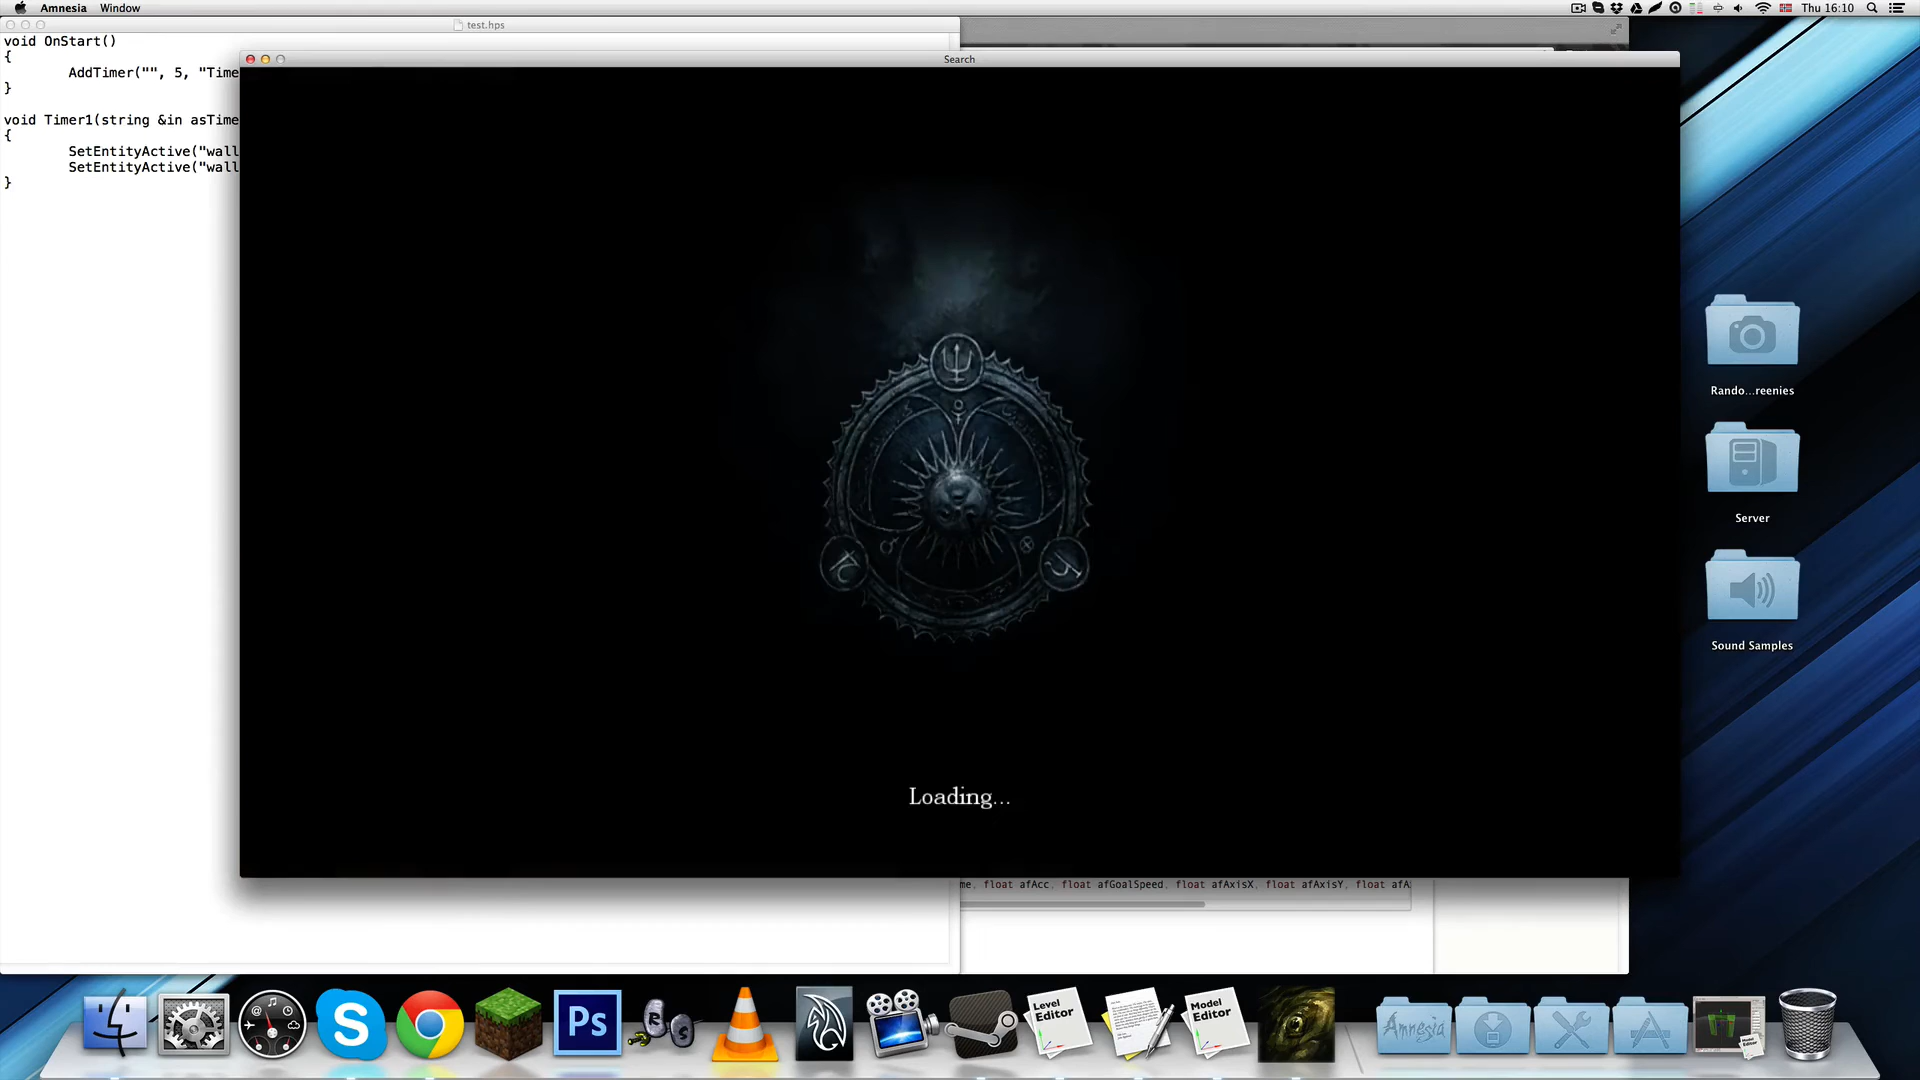 Amnesia Window
Thu 16:10
test.hps
void OnStart()
{
AddTimer("", 5, "Time
}
void Timer1(string &in asTime
{
SetEntityActive("wall
SetEntityActive("wall
}
Search
Loading...
me, float afAcc, float afGoalSpeed, float afAxisX, float afAxisY, float afA
Rando...reenies
Server
Sound Samples
Ps
Level
Editor
Model
Editor
Amnesia